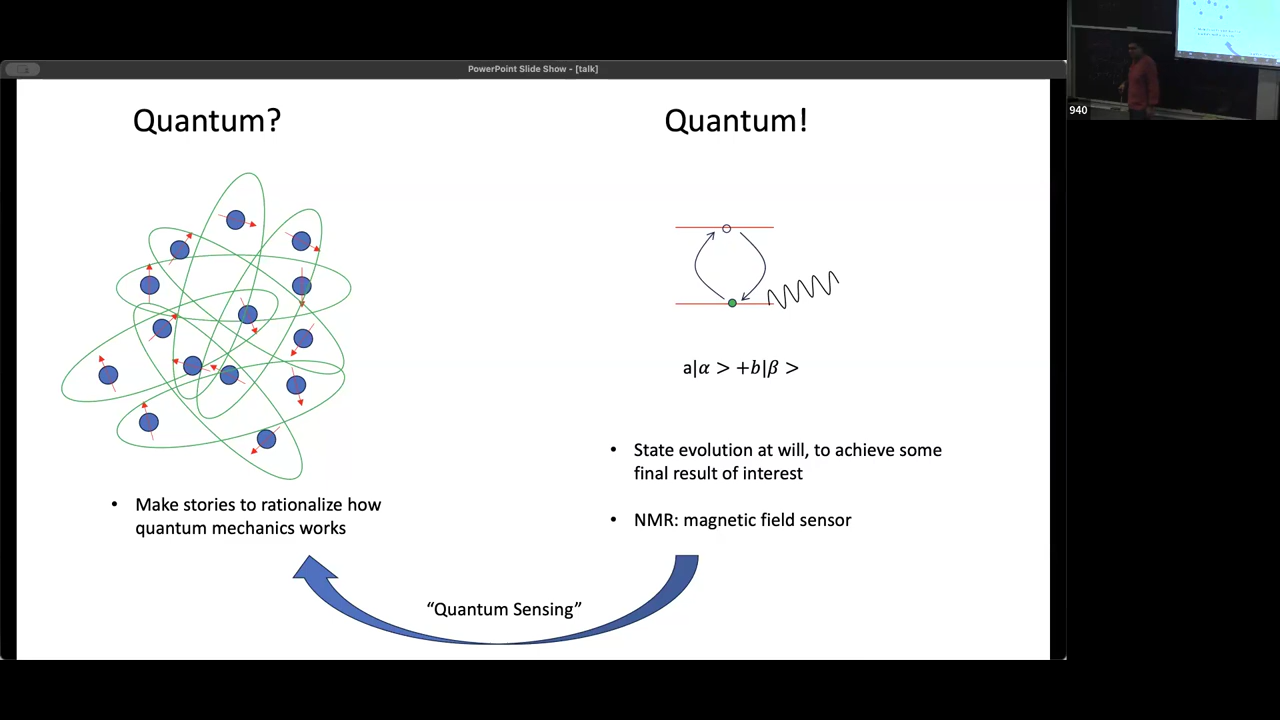 PowerPoint Slide Show - [talk]
940
Quantum?
Quantum!
a|α > +b|β >
• State evolution at will, to achieve some
final result of interest
• Make stories to rationalize how
quantum mechanics works
• NMR: magnetic field sensor
“Quantum Sensing”